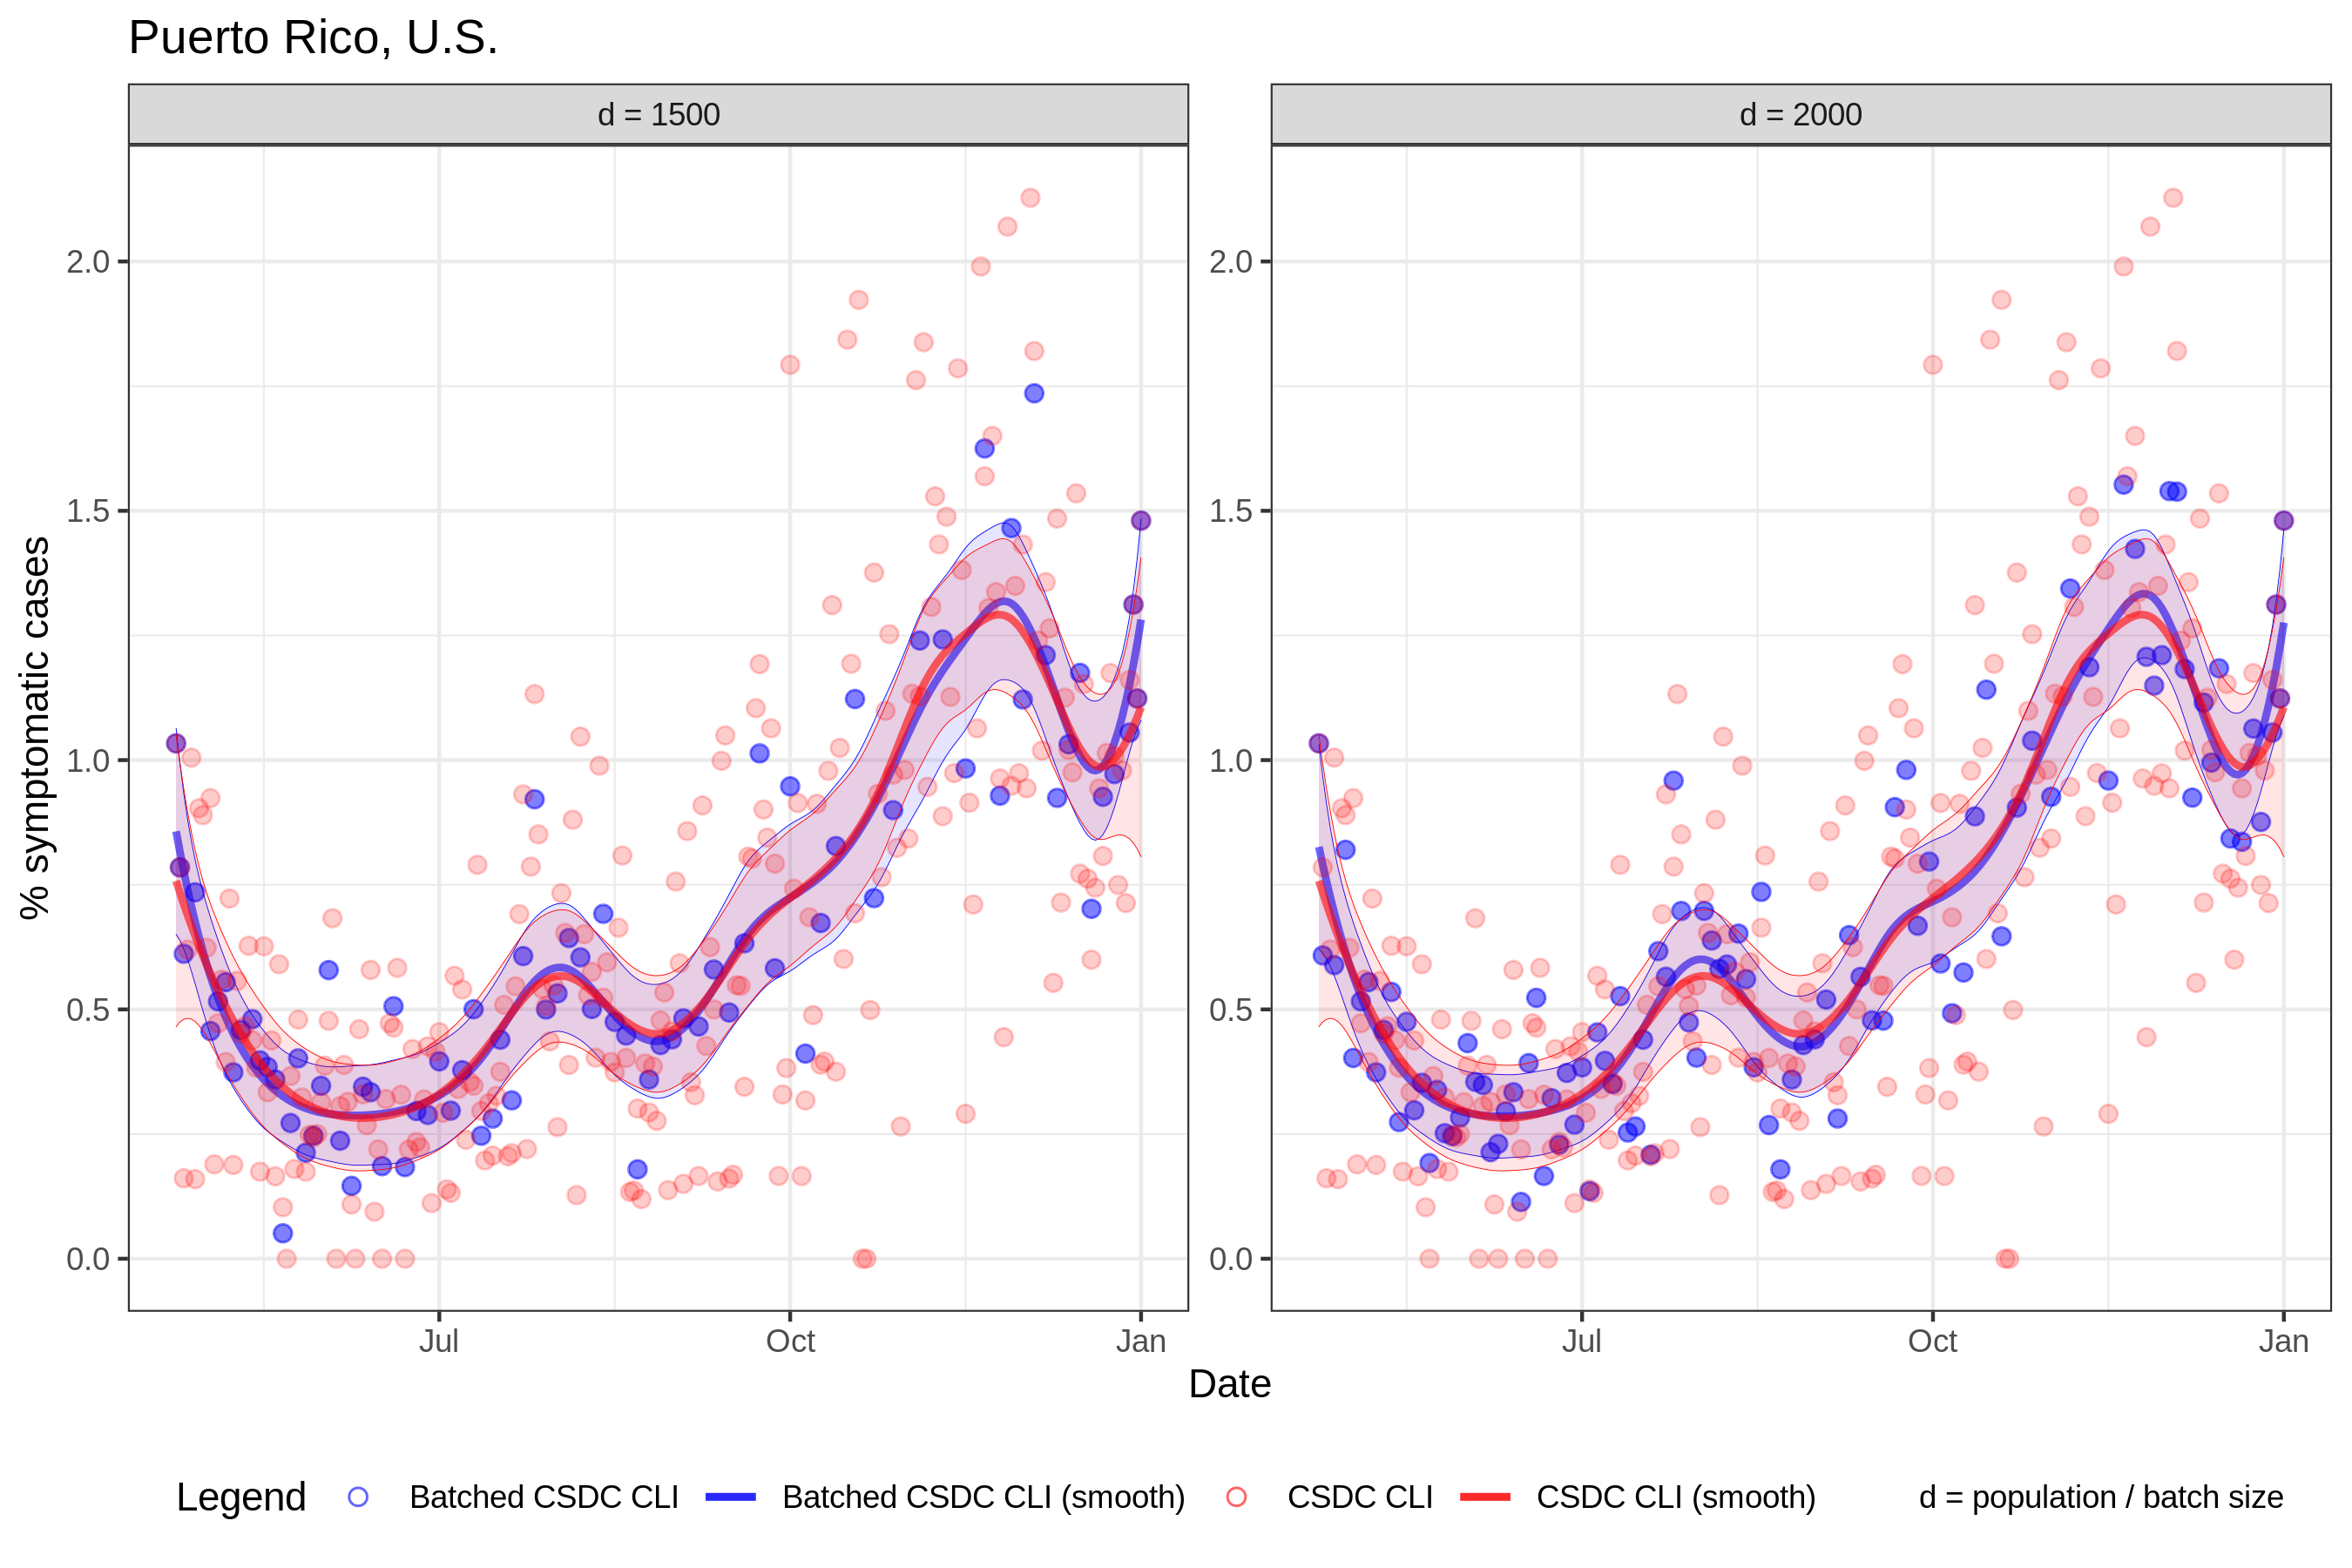 Puerto Rico, U.S.
d = 1500
d = 2000
% symptomatic cases
2.0
1.5
1.0
0.5
0.0
2.0
1.5
1.0
0.5
0.0
Jul
Oct
Jan
Jul
Oct
Jan
Date
Legend Batched CSDC CLI Batched CSDC CLI (smooth) CSDC CLI CSDC CLI (smooth) d = population / batch size